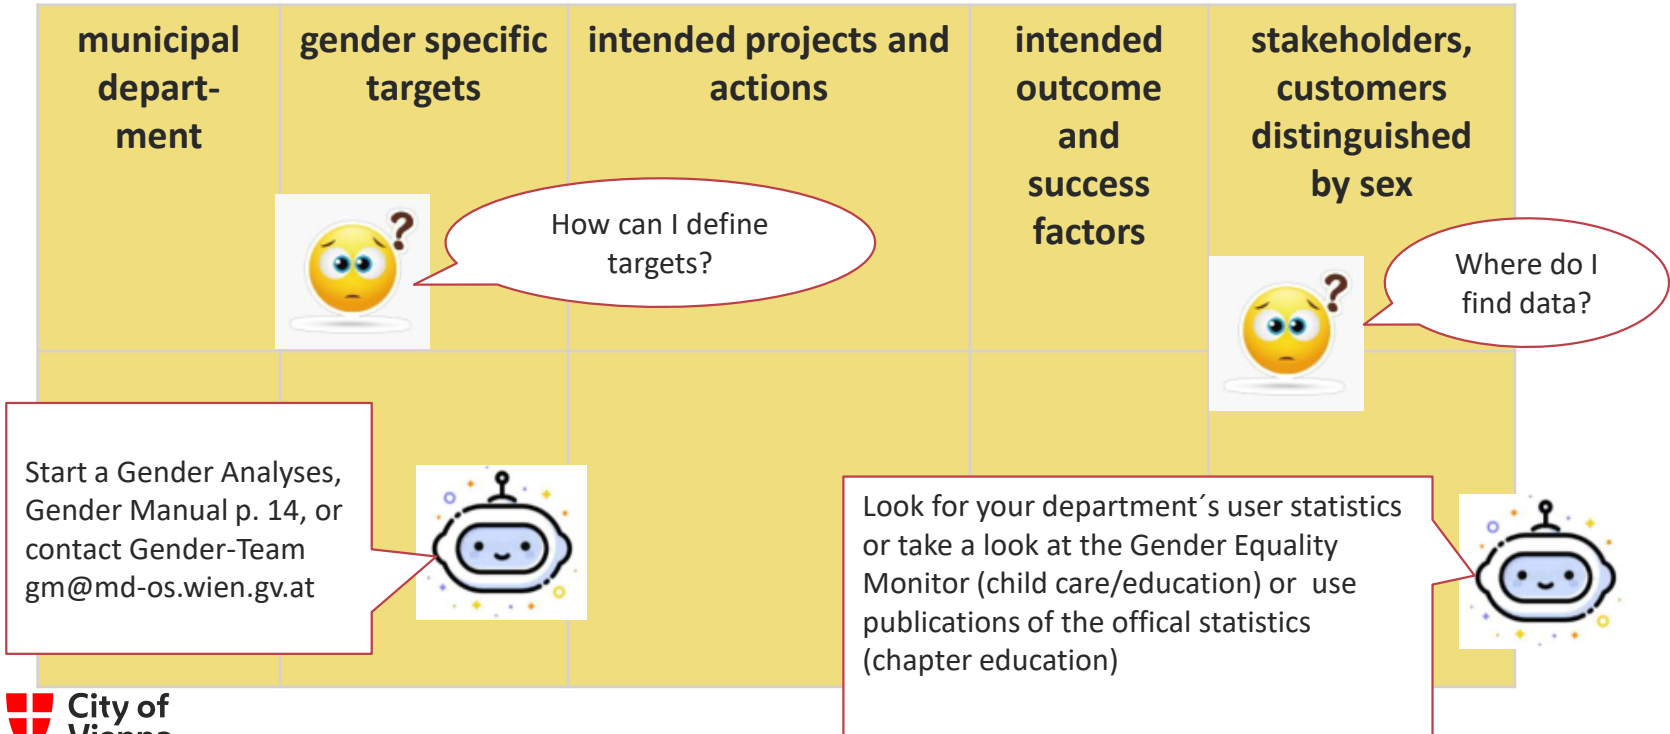 municipal
depart-
ment
gender specific
targets
intended projects and
actions
intended
outcome
and
success
factors
stakeholders,
customers
distinguished
by sex
?
How can I define
targets?
?
Where do I
find data?
Start a Gender Analyses,
Gender Manual p. 14, or
contact Gender-Team
gm@md-os.wien.gv.at
Look for your department´s user statistics
or take a look at the Gender Equality
Monitor (child care/education) or  use
publications of the offical statistics
(chapter education)
City of
Vienna